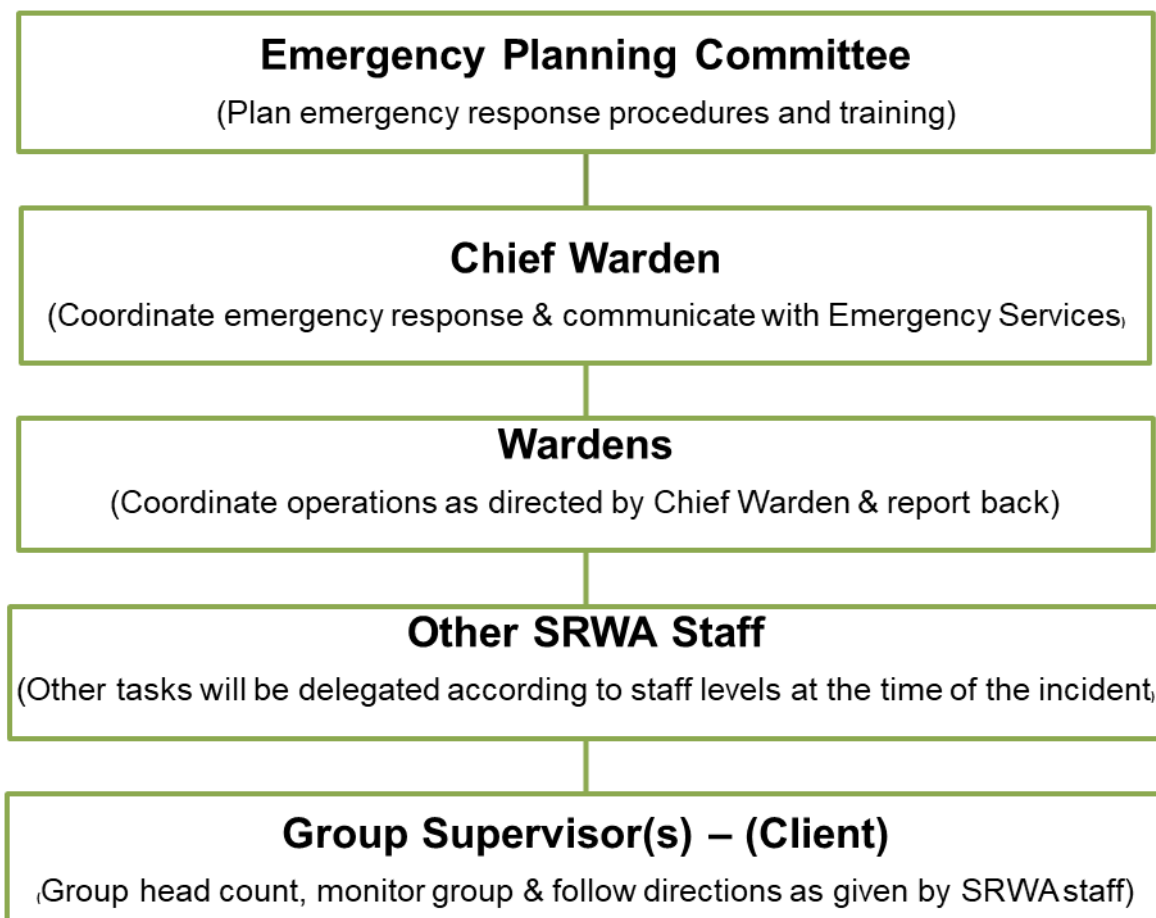 Emergency Planning Committee
(Plan emergency response procedures and training)
Chief Warden
(Coordinate emergency response & communicate with Emergency Services)
Wardens
(Coordinate operations as directed by Chief Warden & report back)
Other SRWA Staff
(Other tasks will be delegated according to staff levels at the time of the incident)
Group Supervisor(s) – (Client)
(Group head count, monitor group & follow directions as given by SRWA staff)